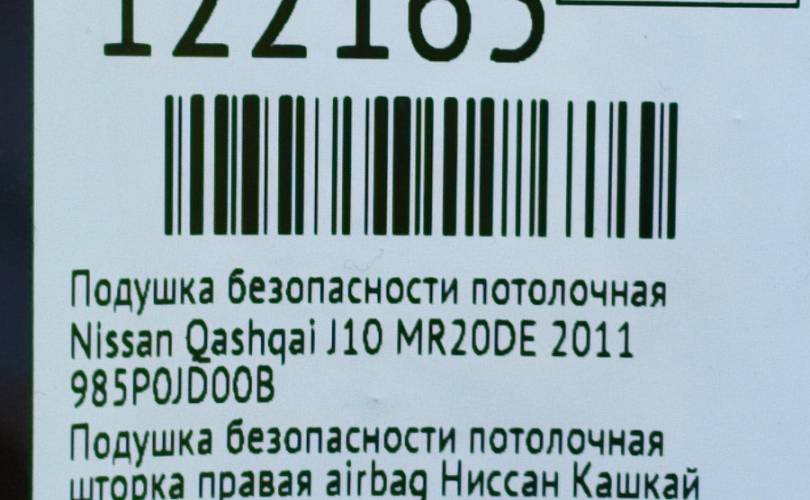 122165
Подушка безопасности потолочная
Nissan Qashqai J10 MR20DE 2011
985P0JD00B
Подушка безопасности потолочная
шторка правая airbag Ниссан Кашкай